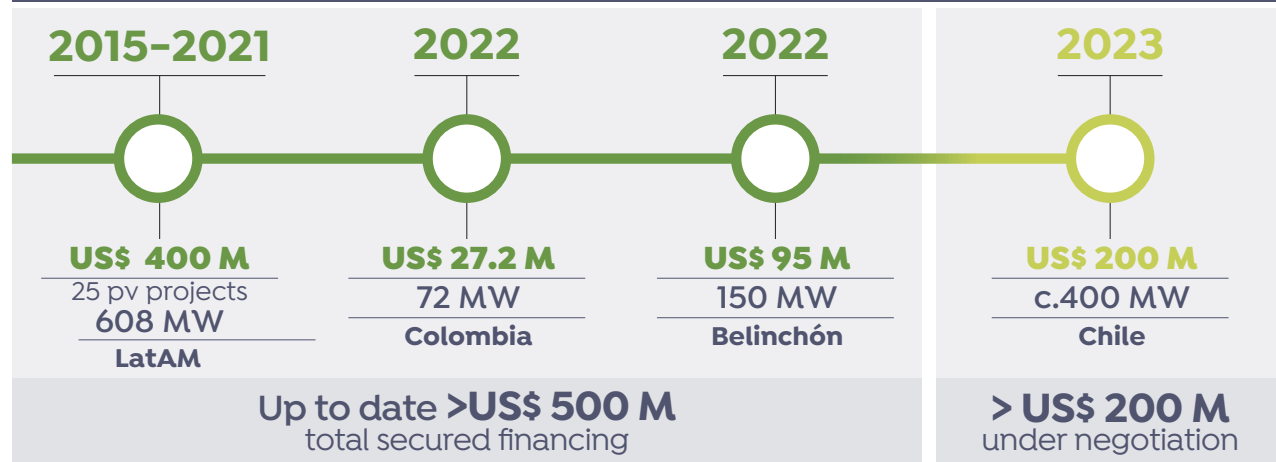 2015-2021
US$ 400 M
25 pv projects
608 MW
LatAM
2022
US$ 27.2 M
72 MW
Colombia
2022
US$ 95 M
150 MW
Belinchón
2023
US$ 200 M
c.400 MW
Chile
Up to date >US$ 500 M
total secured financing
> US$ 200 M
under negotiation